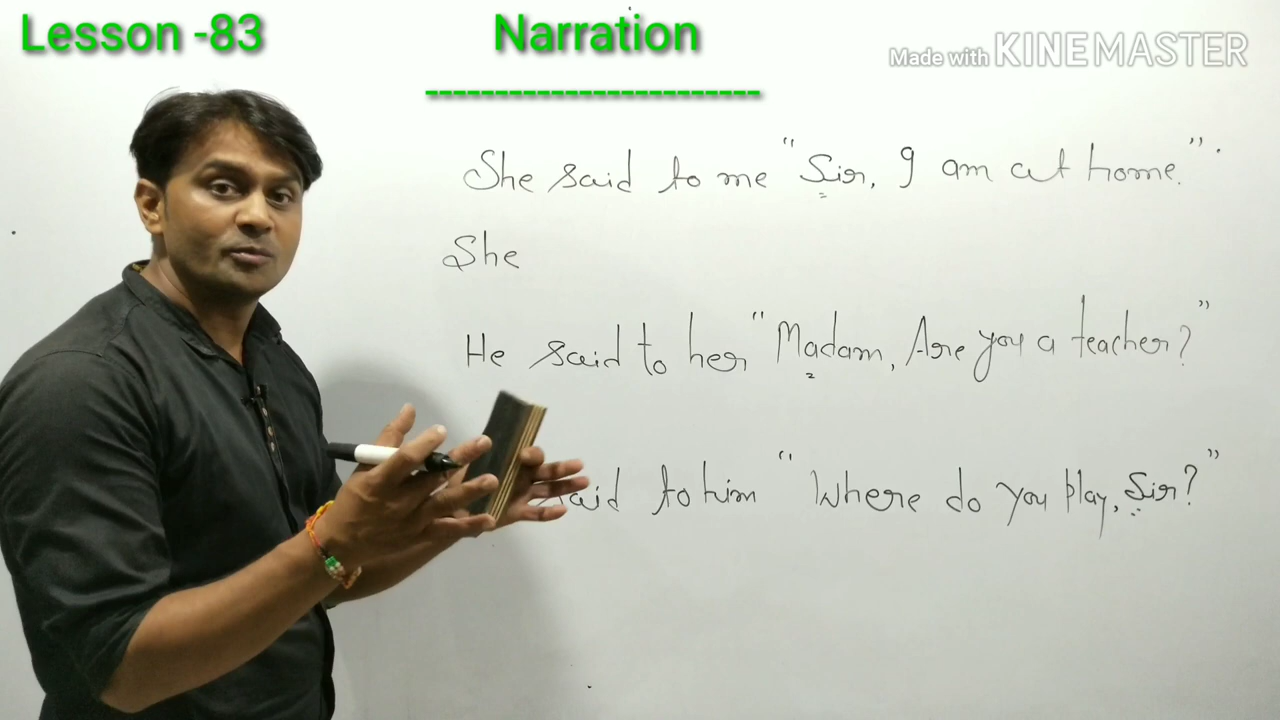 Lesson -83
Narration
Made with KINEMASTER
------------------------
She said to me "Sir, I am at home.".
She
He said to her "Madam, Are you a teacher?"
said to him "Where do you play, Sir?"